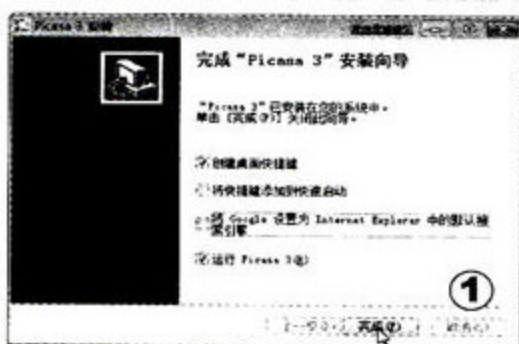 Picasa 3 安装
完成“Picasa 3”安装向导
“Picasa 3”已安装在您的系统中。
单击 [完成(F)] 关闭此向导。
创建桌面快捷键
将快捷键添加到快速启动
将 Google 设置为 Internet Explorer 中的默认搜
索引擎
运行 Picasa 3(R)
①
完成(F)